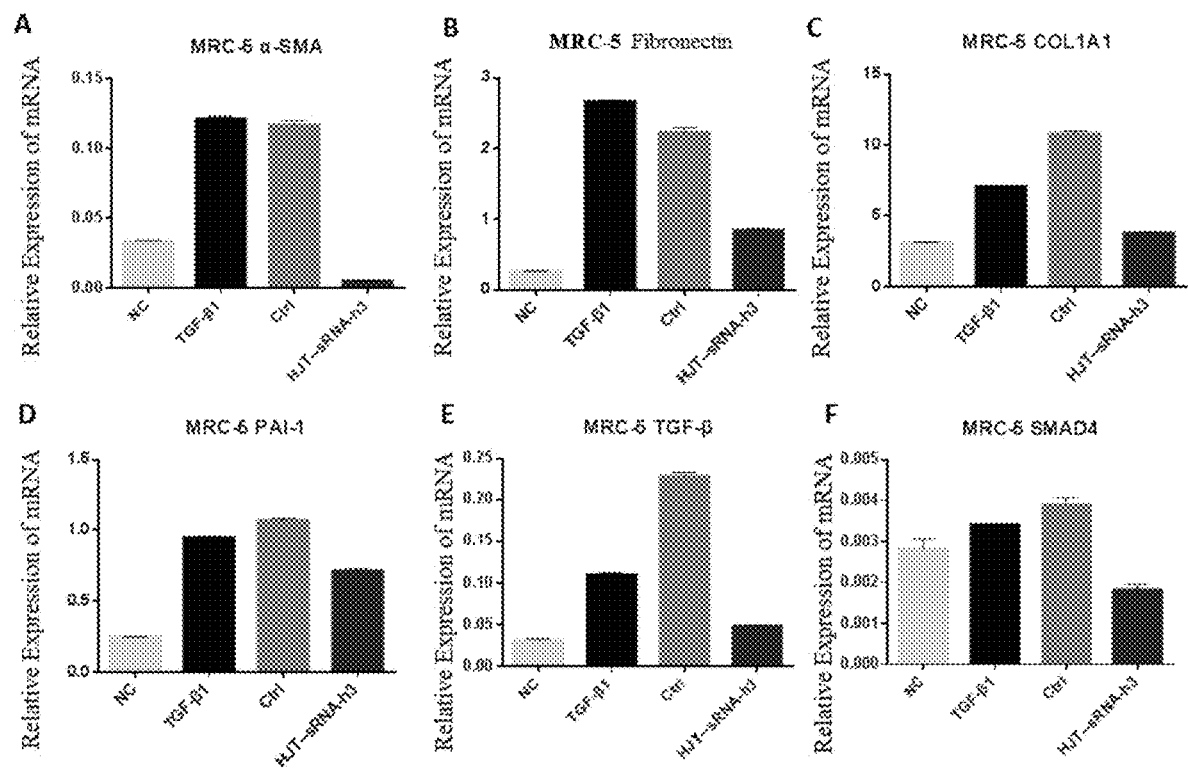 A
MRC-5 α-SMA
Relative Expression of mRNA
0.15
0.10
0.05
0.00
NC
TGF-β1
Ctrl
HJT-sRNA-h3
B
MRC-5 Fibronectin
Relative Expression of mRNA
3
2
1
0
NC
TGF-β1
Ctrl
HJT-sRNA-h3
C
MRC-5 COL1A1
Relative Expression of mRNA
15
10
5
0
NC
TGF-β1
Ctrl
HJT-sRNA-h3
D
MRC-5 PAI-1
Relative Expression of mRNA
1.5
1.0
0.5
0.0
NC
TGF-β1
Ctrl
HJT-sRNA-h3
E
MRC-5 TGF-β
Relative Expression of mRNA
0.25
0.20
0.15
0.10
0.05
0.00
NC
TGF-β1
Ctrl
HJT-sRNA-h3
F
MRC-5 SMAD4
Relative Expression of mRNA
0.005
0.004
0.003
0.002
0.001
0.000
NC
TGF-β1
Ctrl
HJT-sRNA-h3